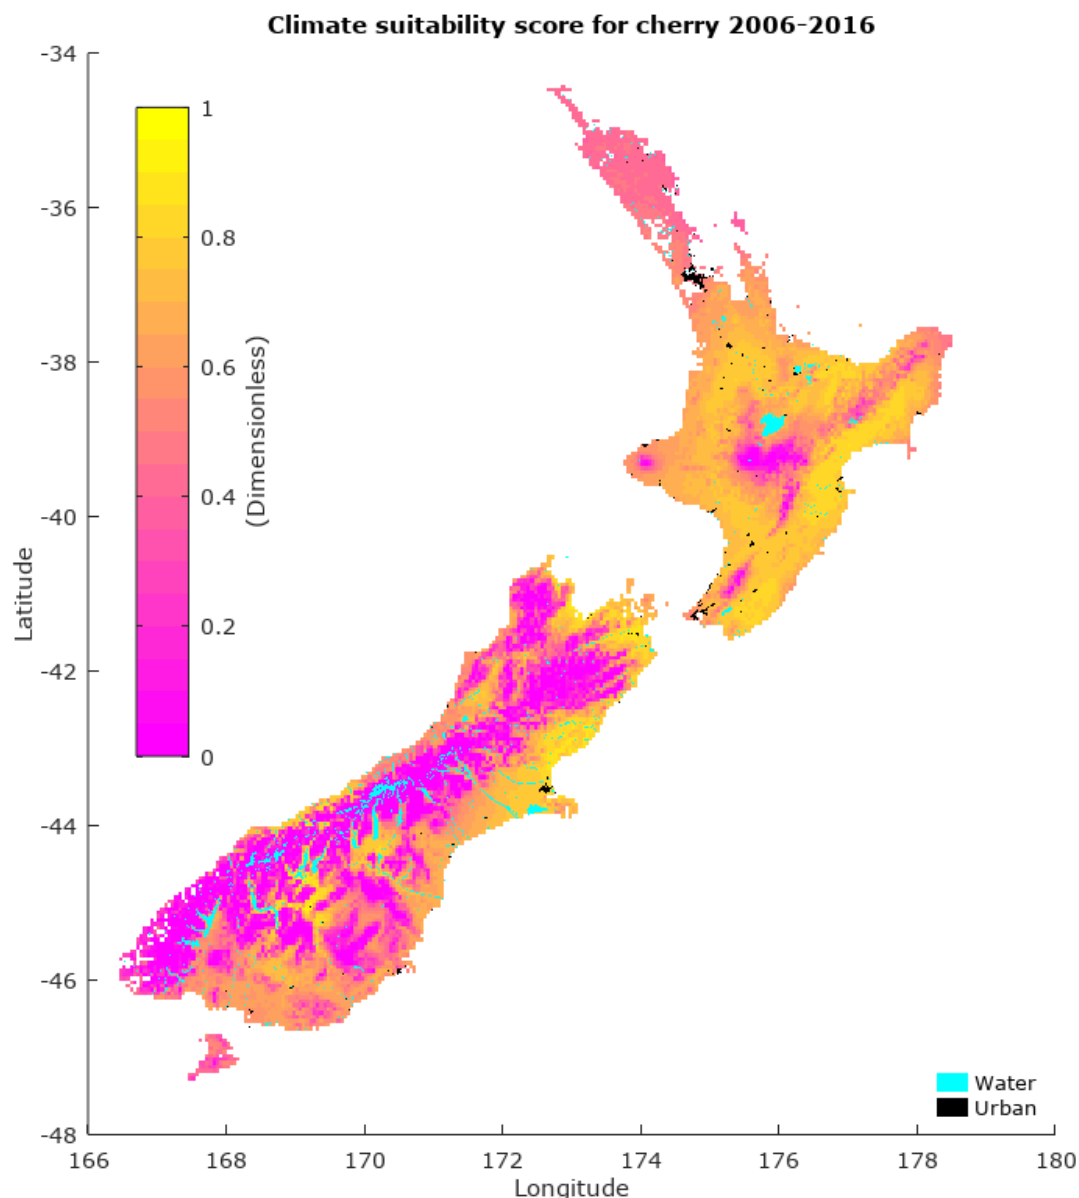 Climate suitability score for cherry 2006-2016
-34
-36
-38
-40
-42
-44
-46
-48
Latitude
1
0.8
0.6
0.4
0.2
0
(Dimensionless)
Water
Urban
166 168 170 172 174 176 178 180
Longitude